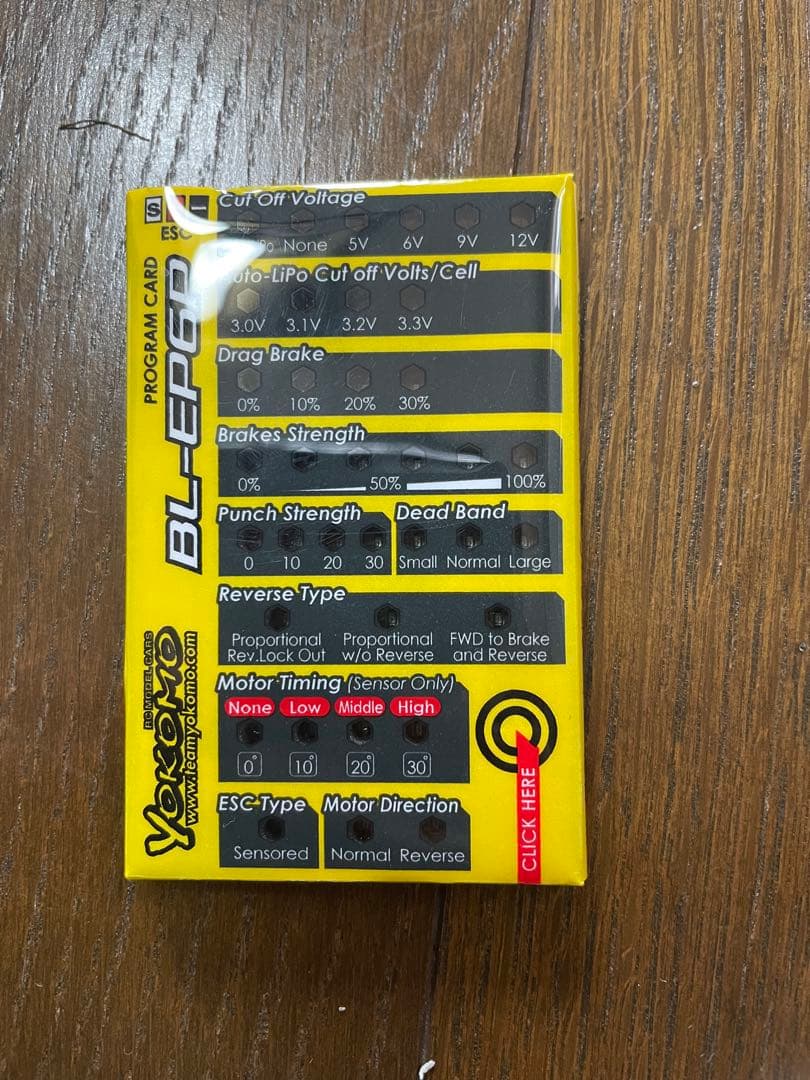 S
ESC
PROGRAM CARD
BL-EP6P
RC MODEL CARS
YOKOMO
www.teamyokomo.com
Cut Off Voltage
None 5V 6V 9V 12V
Auto-LiPo Cut off Volts/Cell
3.0V 3.1V 3.2V 3.3V
Drag Brake
0% 10% 20% 30%
Brakes Strength
0% 50% 100%
Punch Strength
0 10 20 30
Dead Band
Small Normal Large
Reverse Type
Proportional
Rev.Lock Out
Proportional
w/o Reverse
FWD to Brake
and Reverse
Motor Timing (Sensor Only)
None Low Middle High
0° 10° 20° 30°
ESC Type
Sensored
Motor Direction
Normal Reverse
CLICK HERE